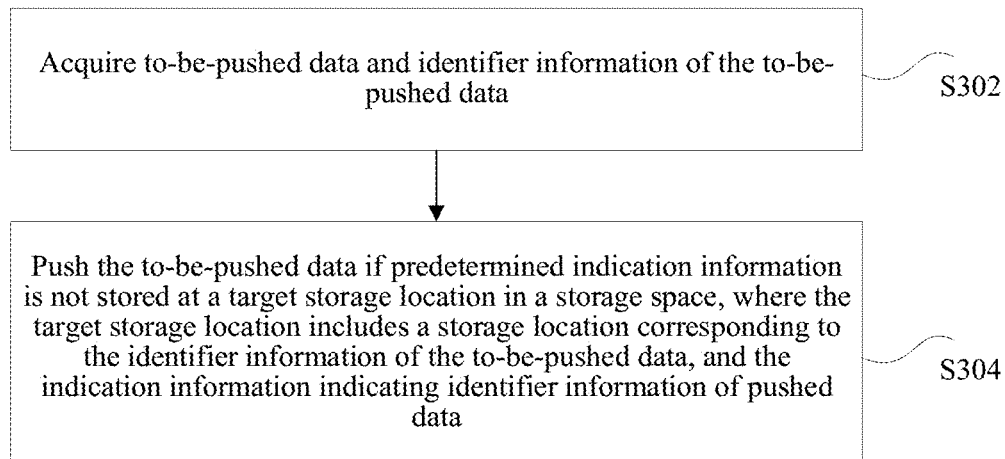 Acquire to-be-pushed data and identifier information of the to-be-
pushed data
S302
Push the to-be-pushed data if predetermined indication information
is not stored at a target storage location in a storage space, where the
target storage location includes a storage location corresponding to
the identifier information of the to-be-pushed data, and the
indication information indicating identifier information of pushed
data
S304